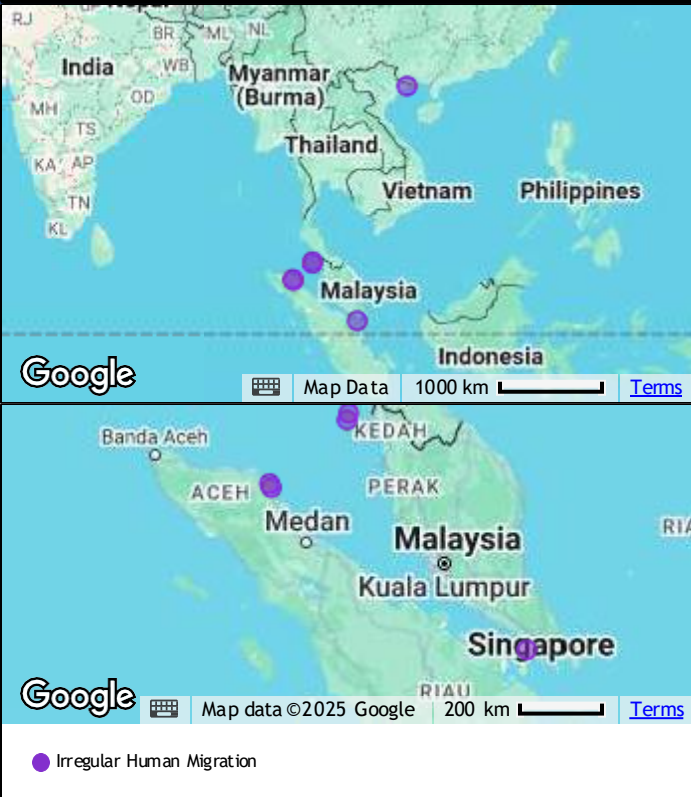 RJ
BR
ML
NL
India
WB
Myanmar
(Burma)
OD
MH
TS
Thailand
KA
AP
Vietnam
Philippines
TN
KL
Malaysia
Indonesia
Google
Map Data
1000 km
Terms
Banda Aceh
KEDAH
ACEH
PERAK
Medan
Malaysia
Kuala Lumpur
Singapore
RIAU
Google
Map data ©2025 Google
200 km
Terms
Irregular Human Migration